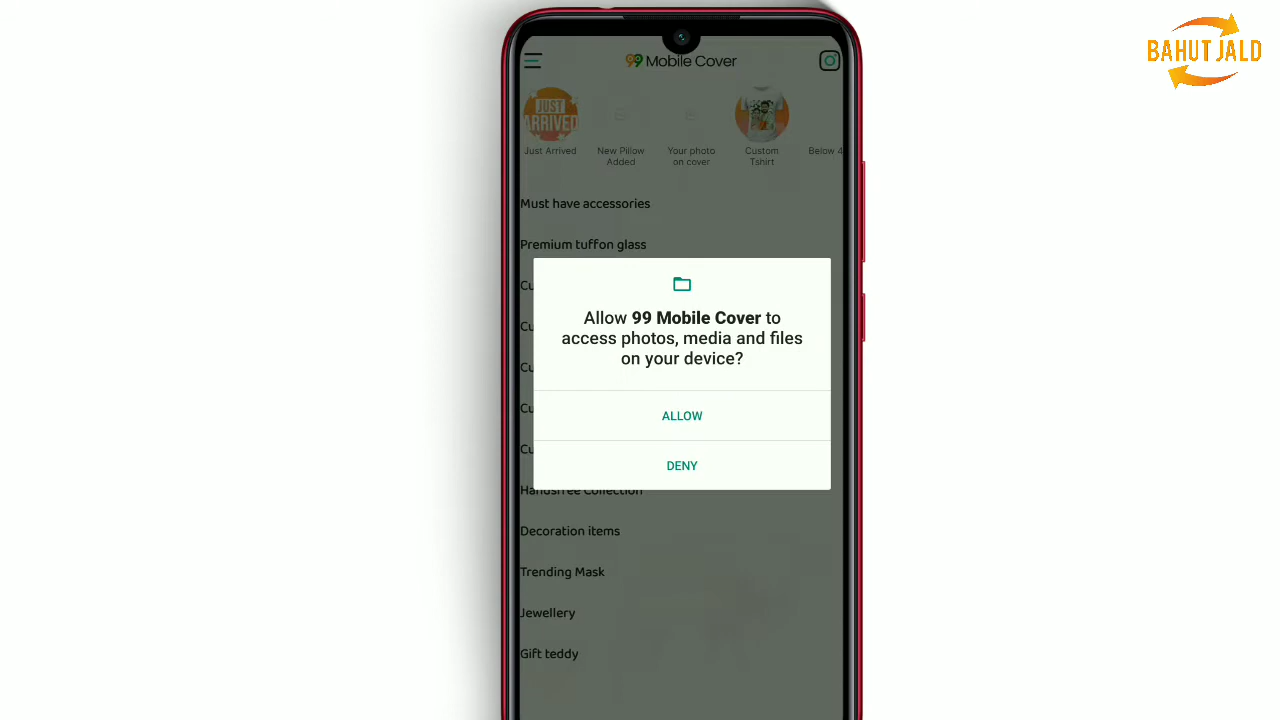 BAHUT JALD
99 Mobile Cover
JUST
ARRIVED
Just Arrived
New Pillow
Added
Your photo
on cover
Custom
Tshirt
Below 4
Must have accessories
Premium tuffon glass
Cu
Cu
Cu
Cu
Cu
Allow 99 Mobile Cover to
access photos, media and files
on your device?
ALLOW
DENY
Handsfree Collection
Decoration items
Trending Mask
Jewellery
Gift teddy